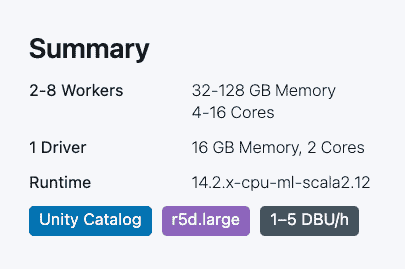 Summary
2-8 Workers 32-128 GB Memory
4-16 Cores
1 Driver 16 GB Memory, 2 Cores
Runtime 14.2.x-cpu-ml-scala2.12
Unity Catalog r5d.large 1–5 DBU/h